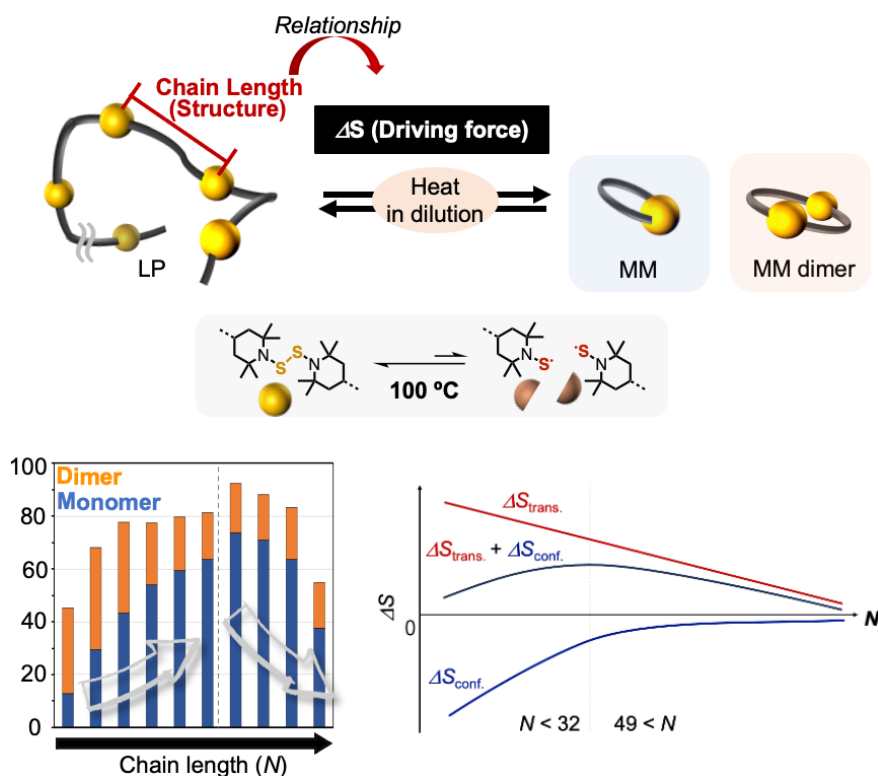 Relationship
Chain Length
(Structure)
ΔS (Driving force)
Heat
in dilution
LP
MM
MM dimer
N
S
S
N
100 ºC
N
S•
•S
N
100
80
60
40
20
0
Dimer
Monomer
Chain length (N)
ΔS
0
ΔStrans.
ΔStrans. + ΔSconf.
ΔSconf.
N
N < 32
49 < N